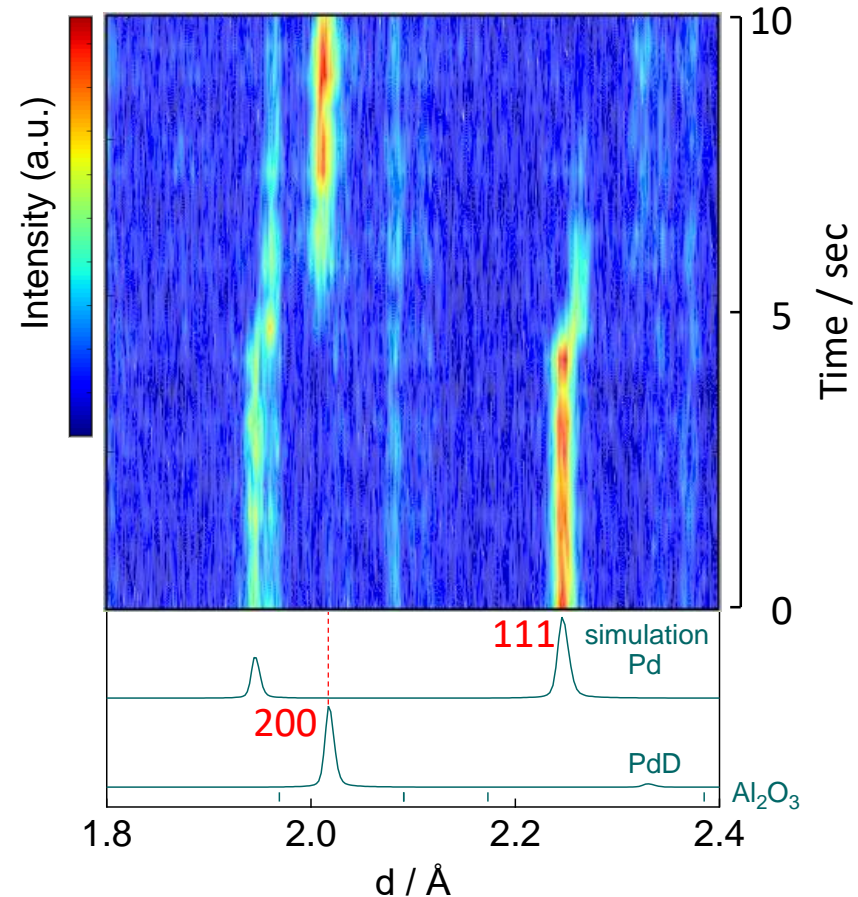 Intensity (a.u.)
10
5
0
Time / sec
111
simulation
Pd
200
PdD
Al₂O₃
1.8
2.0
2.2
2.4
d / Å